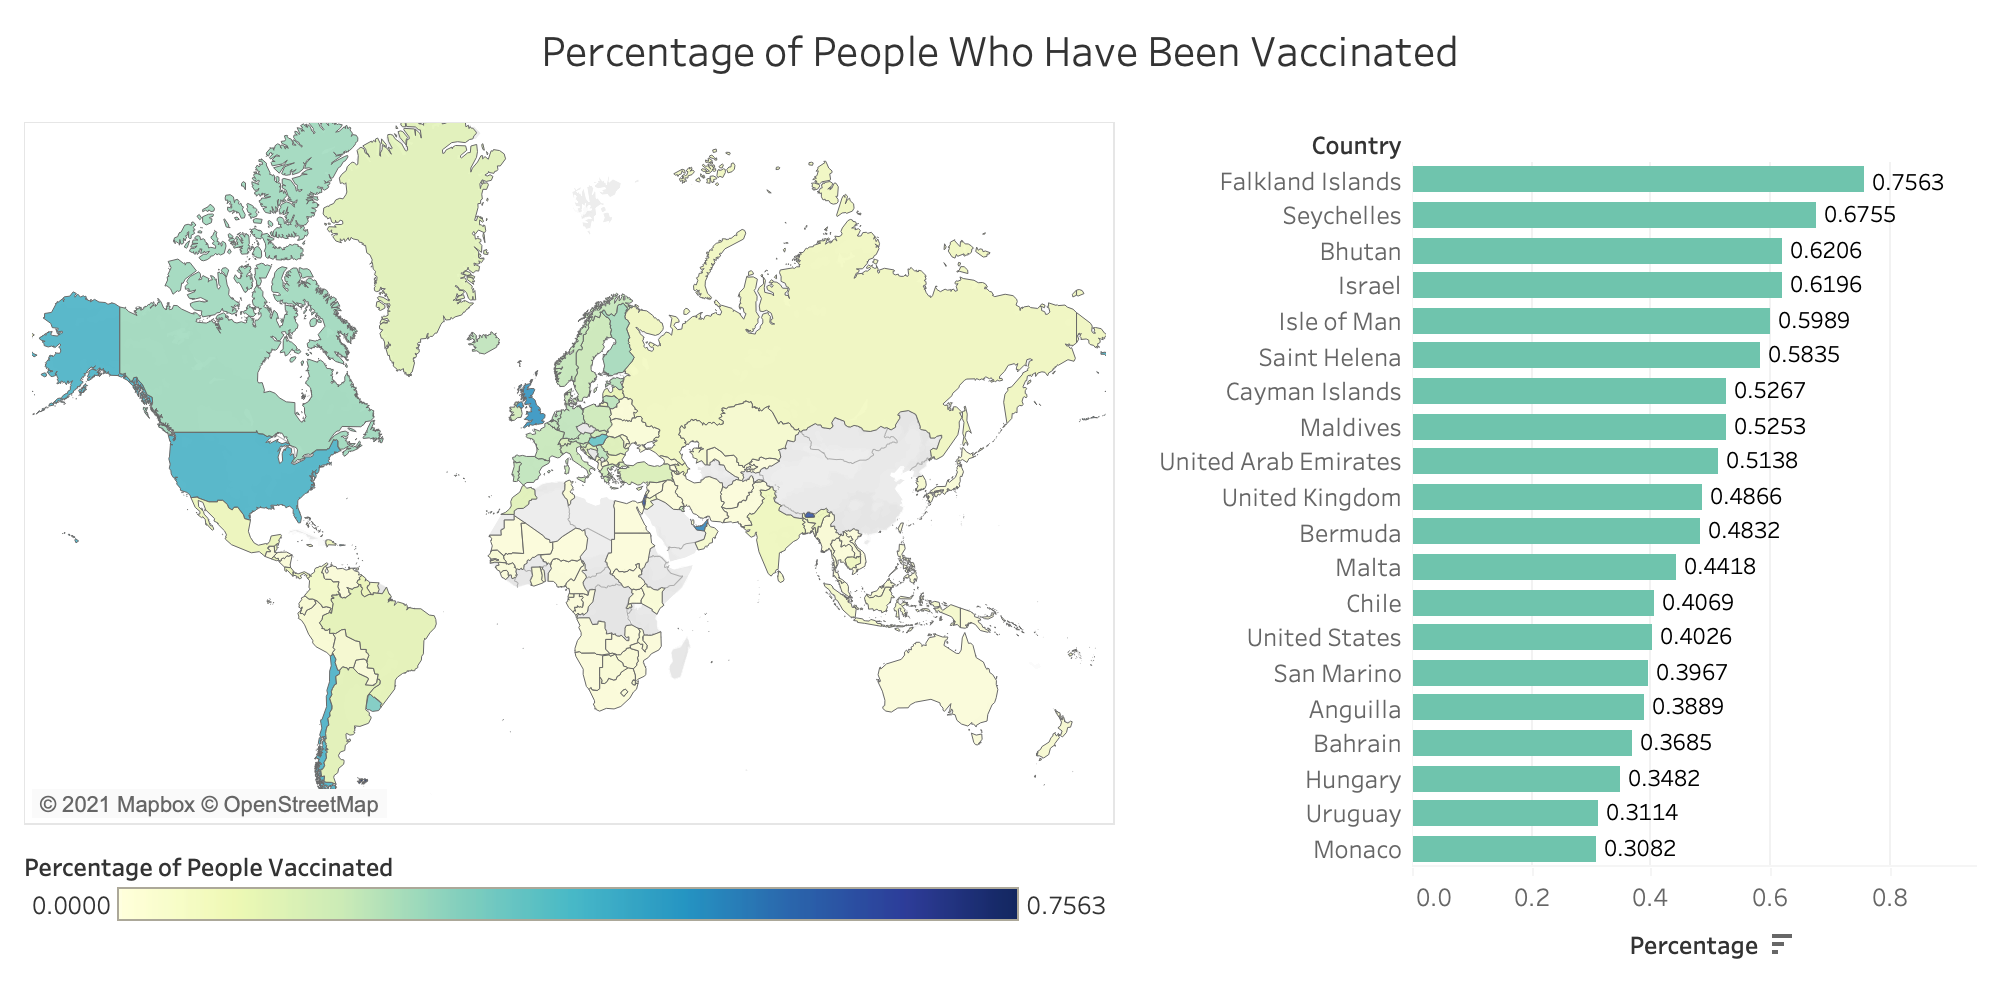 Percentage of People Who Have Been Vaccinated
© 2021 Mapbox © OpenStreetMap
Percentage of People Vaccinated
0.0000 0.7563
Country
Falkland Islands 0.7563
Seychelles 0.6755
Bhutan 0.6206
Israel 0.6196
Isle of Man 0.5989
Saint Helena 0.5835
Cayman Islands 0.5267
Maldives 0.5253
United Arab Emirates 0.5138
United Kingdom 0.4866
Bermuda 0.4832
Malta 0.4418
Chile 0.4069
United States 0.4026
San Marino 0.3967
Anguilla 0.3889
Bahrain 0.3685
Hungary 0.3482
Uruguay 0.3114
Monaco 0.3082
0.0 0.2 0.4 0.6 0.8
Percentage